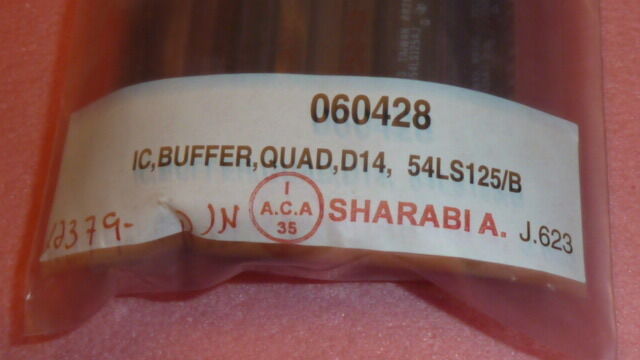 060428
IC,BUFFER,QUAD,D14, 54LS125/B
I
A.C.A
35
SHARABI A. J.623